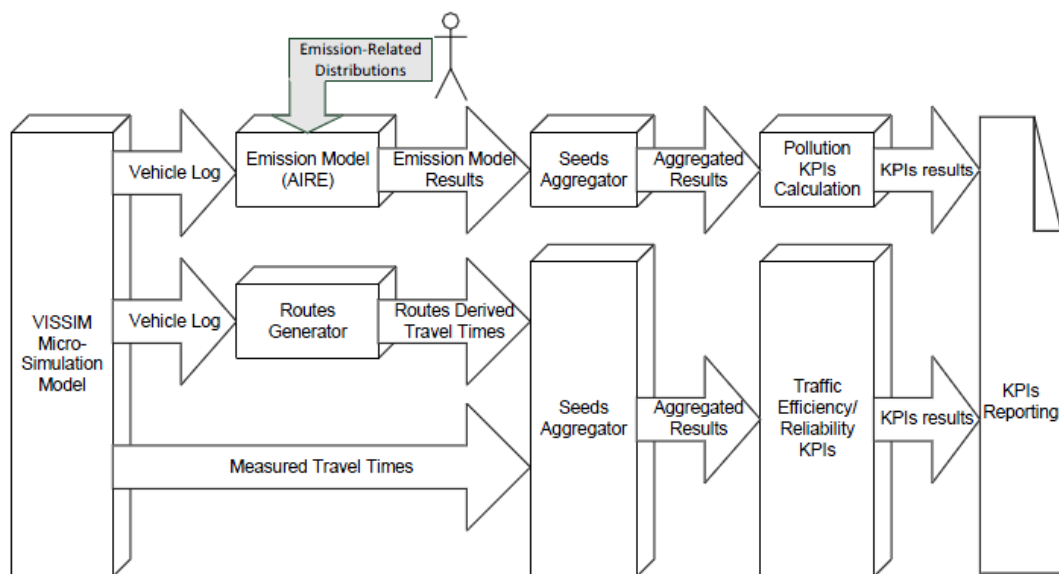 Emission-Related
Distributions
Vehicle Log
Emission Model
(AIRE)
Emission Model
Results
Seeds
Aggregator
Aggregated
Results
Pollution
KPIs
Calculation
KPIs results
VISSIM
Micro-
Simulation
Model
Vehicle Log
Routes
Generator
Routes Derived
Travel Times
Measured Travel Times
Seeds
Aggregator
Aggregated
Results
Traffic
Efficiency/
Reliability
KPIs
KPIs results
KPIs
Reporting